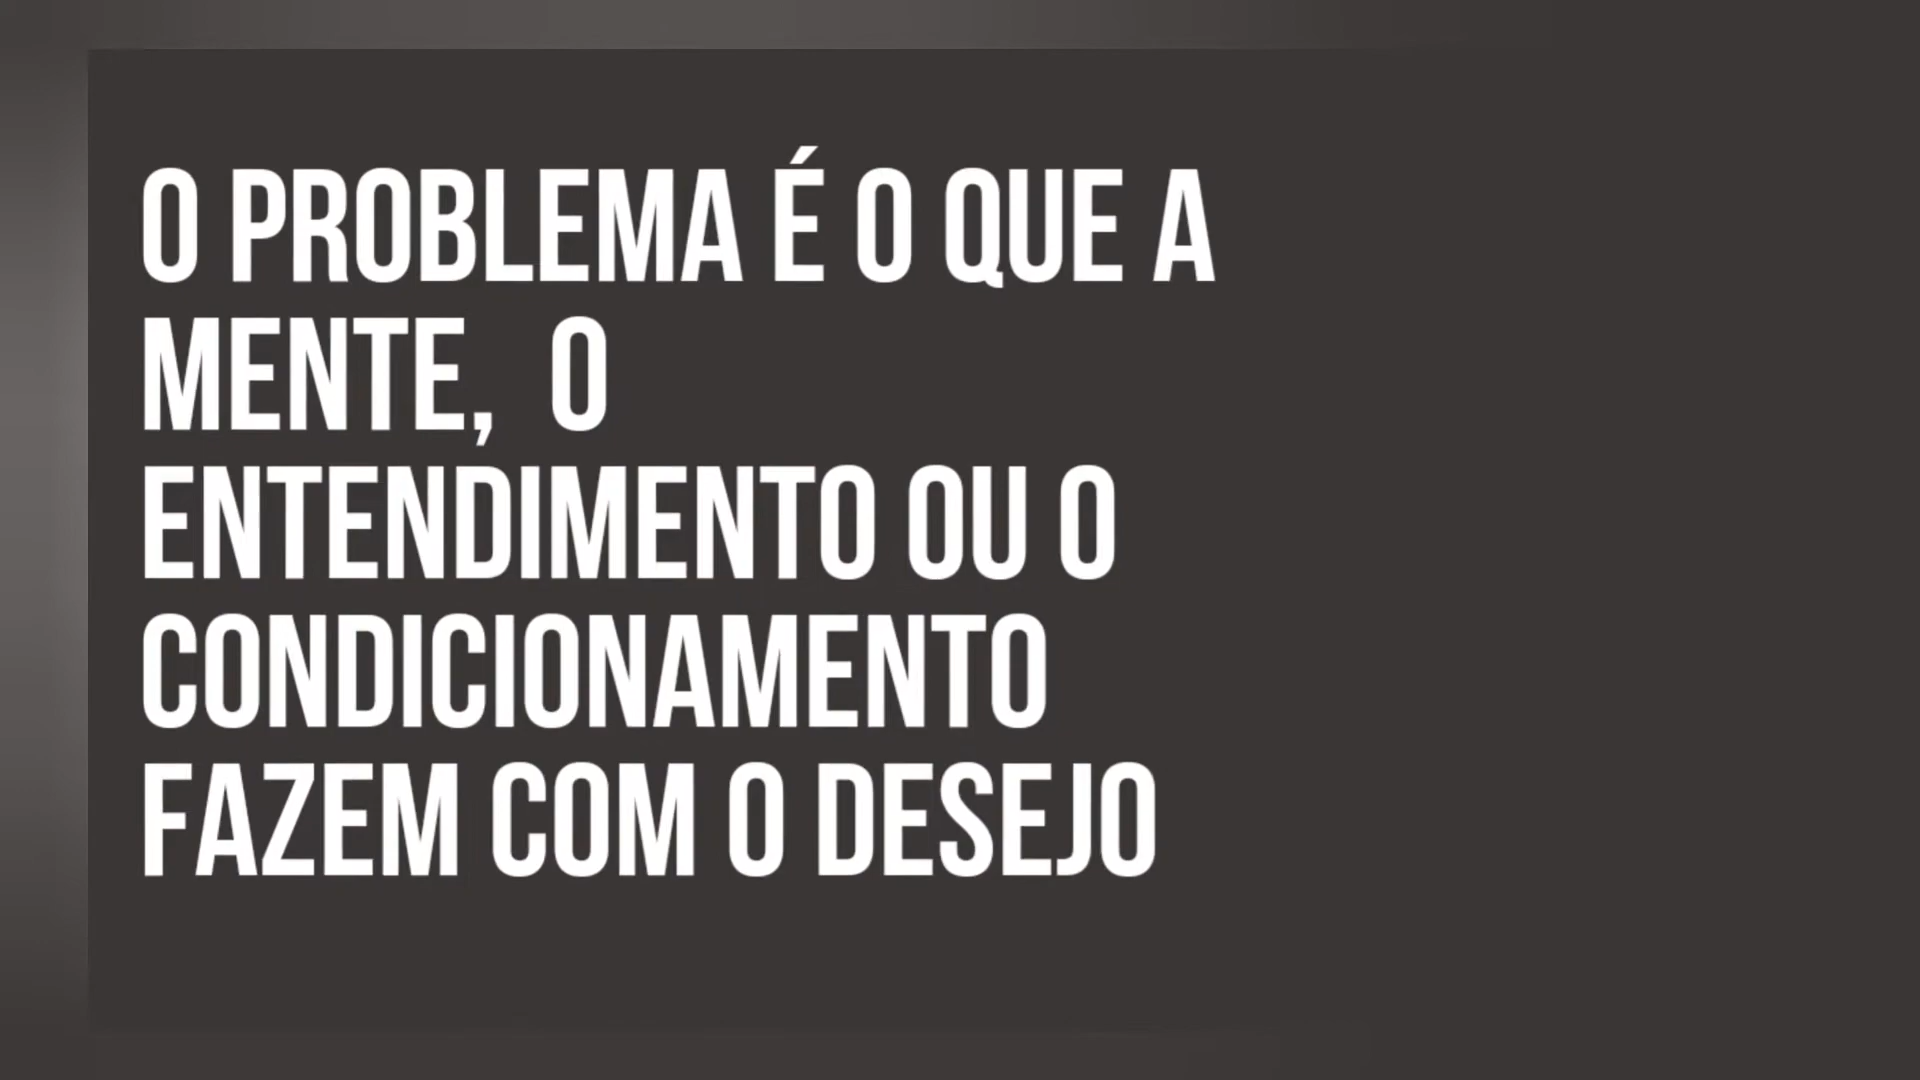 O PROBLEMA É O QUE A
MENTE,  O
ENTENDIMENTO OU O
CONDICIONAMENTO
FAZEM COM O DESEJO